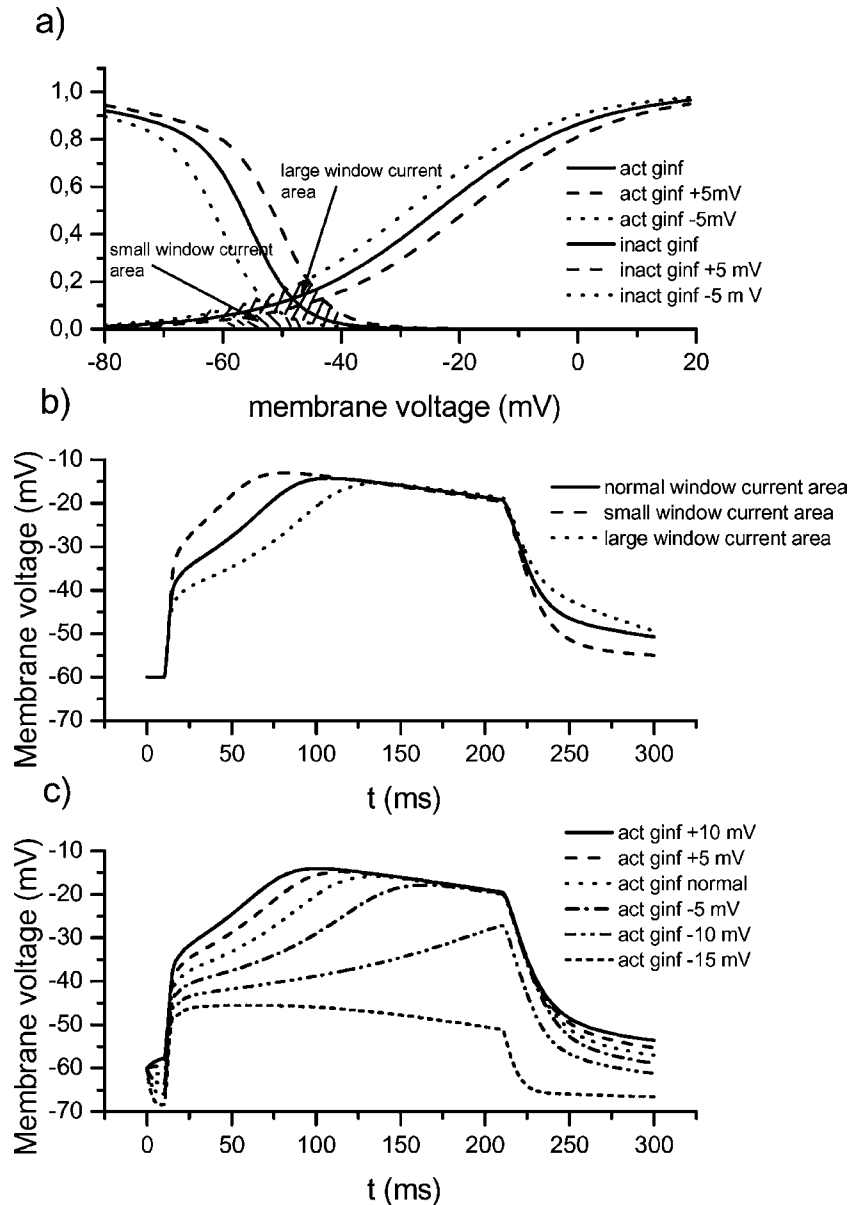 a)
1,0
0,8
0,6
0,4
0,2
0,0
large window current
area
small window current
area
act ginf
act ginf +5mV
act ginf -5mV
inact ginf
inact ginf +5 mV
inact ginf -5 m V
-80
-60
-40
-20
0
20
membrane voltage (mV)
b)
Membrane voltage (mV)
-10
-20
-30
-40
-50
-60
-70
normal window current area
small window current area
large window current area
0
50
100
150
200
250
300
t (ms)
c)
Membrane voltage (mV)
-10
-20
-30
-40
-50
-60
-70
act ginf +10 mV
act ginf +5 mV
act ginf normal
act ginf -5 mV
act ginf -10 mV
act ginf -15 mV
0
50
100
150
200
250
300
t (ms)